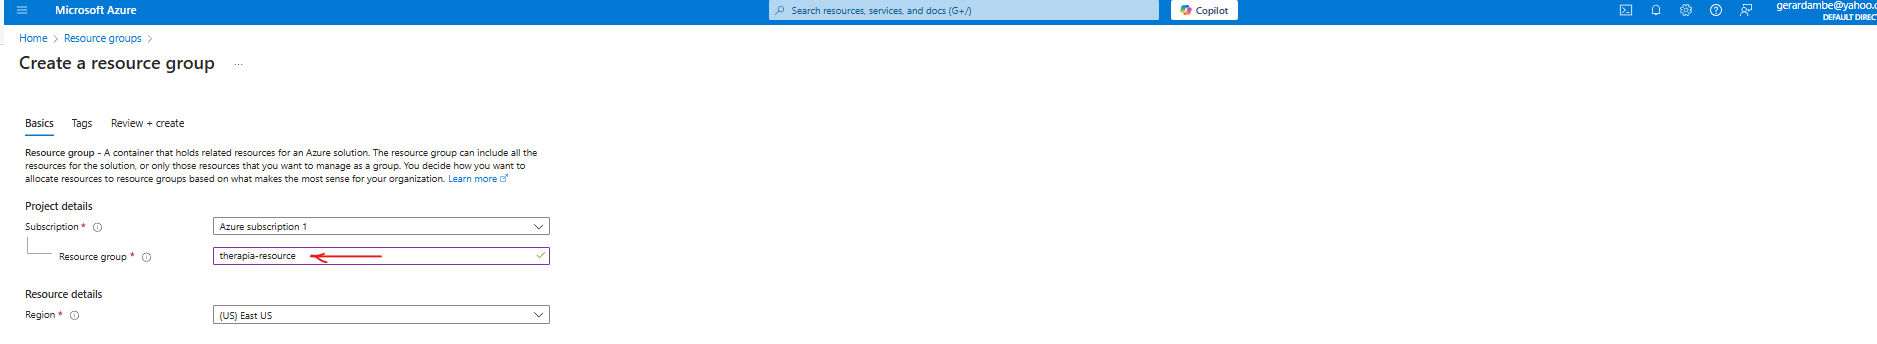 Microsoft Azure
Search resources, services, and docs (G+/)
Copilot
gerardambe@yahoo.c
DEFAULT DIREC
Home > Resource groups >
Create a resource group ...
Basics Tags Review + create
Resource group - A container that holds related resources for an Azure solution. The resource group can include all the
resources for the solution, or only those resources that you want to manage as a group. You decide how you want to
allocate resources to resource groups based on what makes the most sense for your organization. Learn more
Project details
Subscription * Azure subscription 1
Resource group * therapia-resource
Resource details
Region * (US) East US